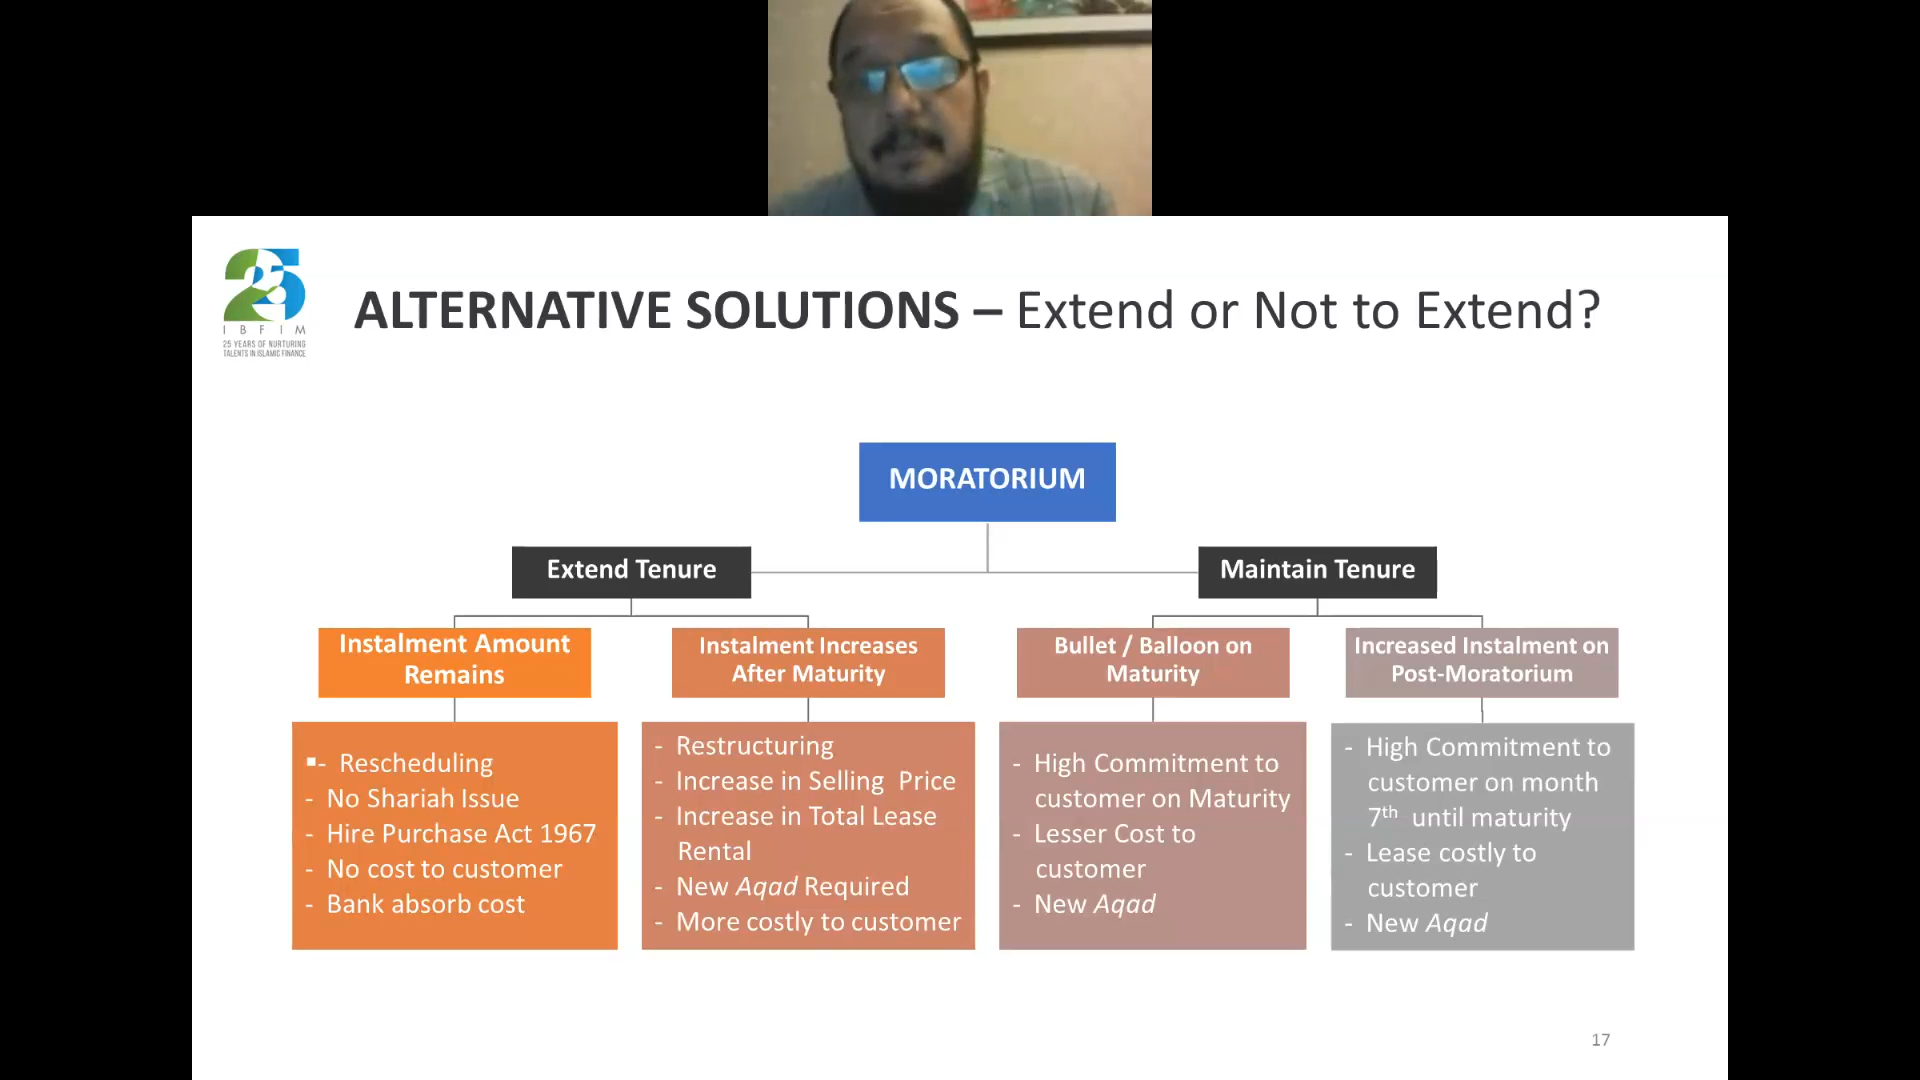 25
I B F I M
25 YEARS OF NURTURING
TALENTS IN ISLAMIC FINANCE
ALTERNATIVE SOLUTIONS – Extend or Not to Extend?
MORATORIUM
Extend Tenure
Maintain Tenure
Instalment Amount
Remains
Instalment Increases
After Maturity
Bullet / Balloon on
Maturity
Increased Instalment on
Post-Moratorium
▪- Rescheduling
- No Shariah Issue
- Hire Purchase Act 1967
- No cost to customer
- Bank absorb cost
- Restructuring
- Increase in Selling Price
- Increase in Total Lease
Rental
- New Aqad Required
- More costly to customer
- High Commitment to
customer on Maturity
- Lesser Cost to
customer
- New Aqad
- High Commitment to
customer on month
7th until maturity
- Lease costly to
customer
- New Aqad
17